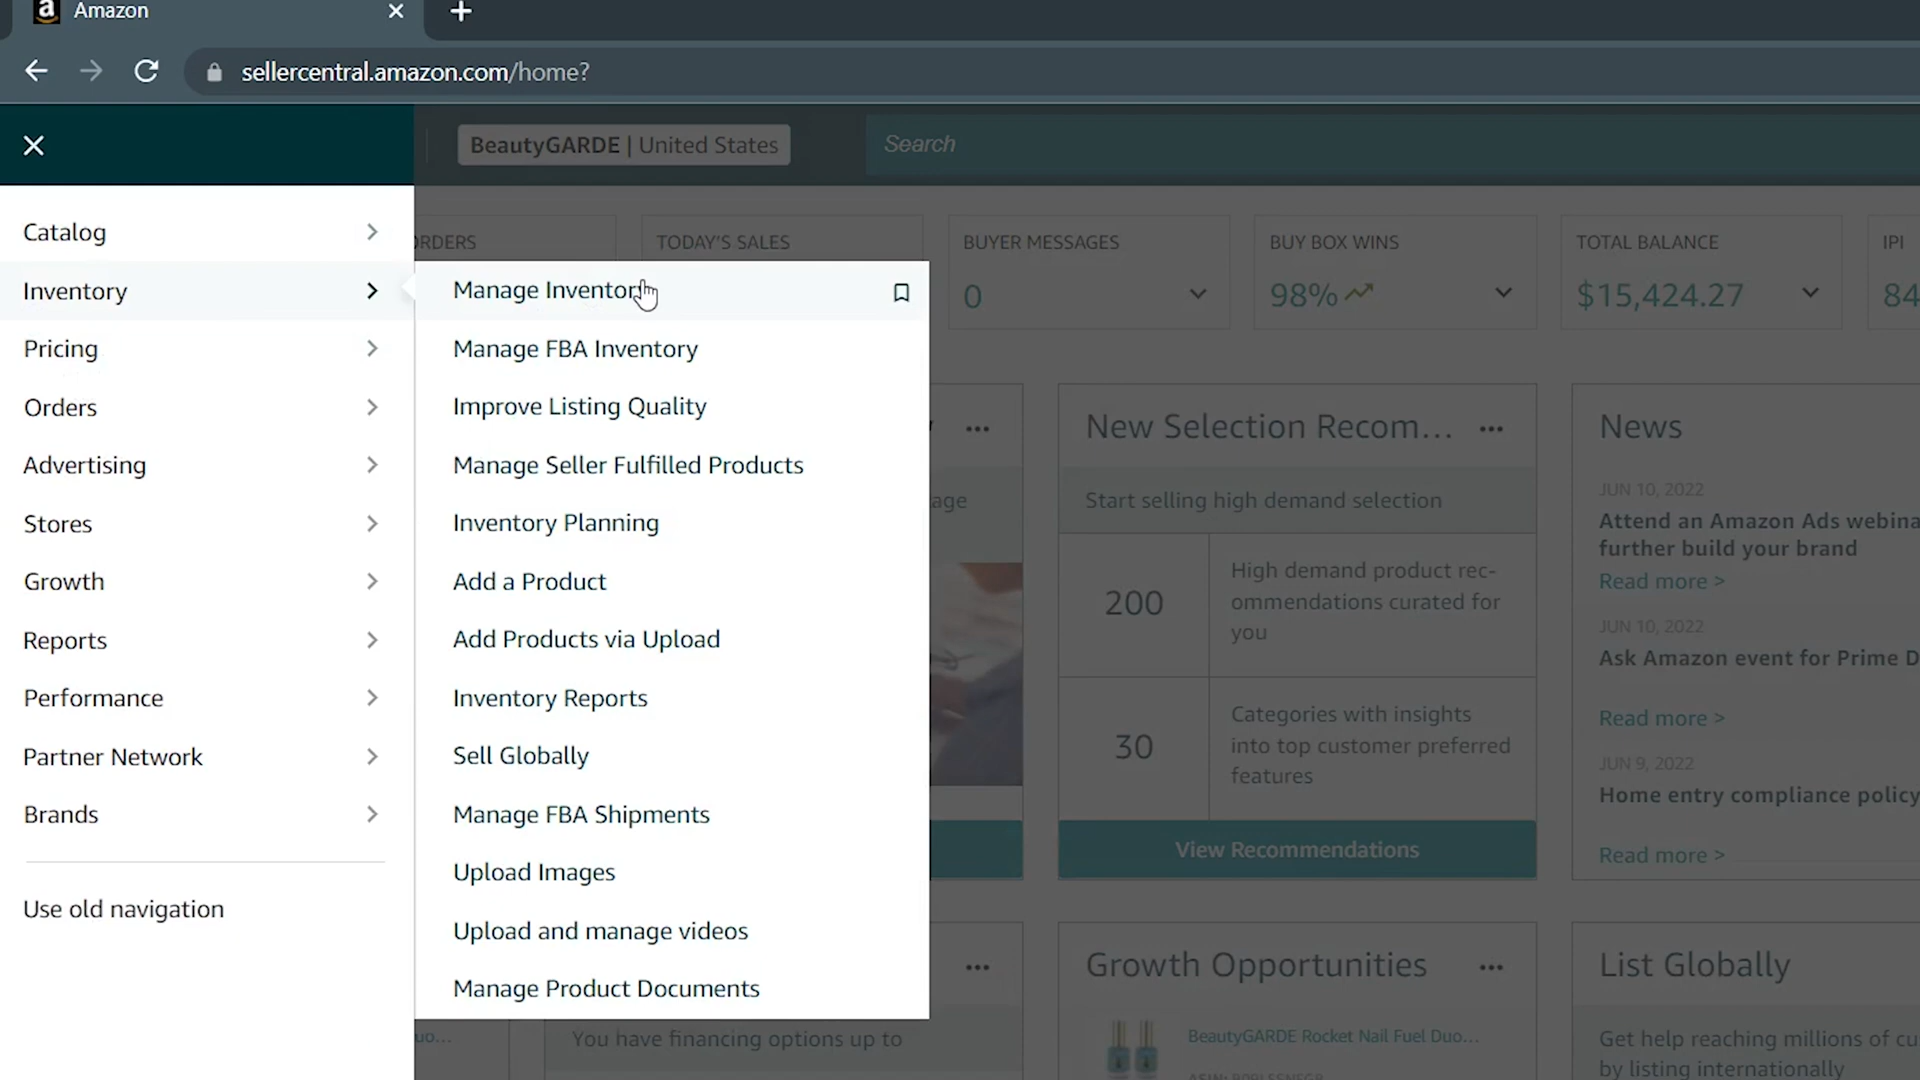 Amazon
sellercentral.amazon.com/home?
BeautyGARDE | United States
Search
Catalog
Inventory
Pricing
Orders
Advertising
Stores
Growth
Reports
Performance
Partner Network
Brands
Use old navigation
Manage Inventory
Manage FBA Inventory
Improve Listing Quality
Manage Seller Fulfilled Products
Inventory Planning
Add a Product
Add Products via Upload
Inventory Reports
Sell Globally
Manage FBA Shipments
Upload Images
Upload and manage videos
Manage Product Documents
ORDERS
TODAY'S SALES
BUYER MESSAGES
0
BUY BOX WINS
98%
TOTAL BALANCE
$15,424.27
IPI
84
New Selection Recom...
Start selling high demand selection
200
High demand product rec-
ommendations curated for
you
30
Categories with insights
into top customer preferred
features
View Recommendations
News
JUN 10, 2022
Attend an Amazon Ads webina
further build your brand
Read more >
JUN 10, 2022
Ask Amazon event for Prime D
Read more >
JUN 9, 2022
Home entry compliance policy
Read more >
You have financing options up to
Growth Opportunities
BeautyGARDE Rocket Nail Fuel Duo...
List Globally
Get help reaching millions of cu
by listing internationally